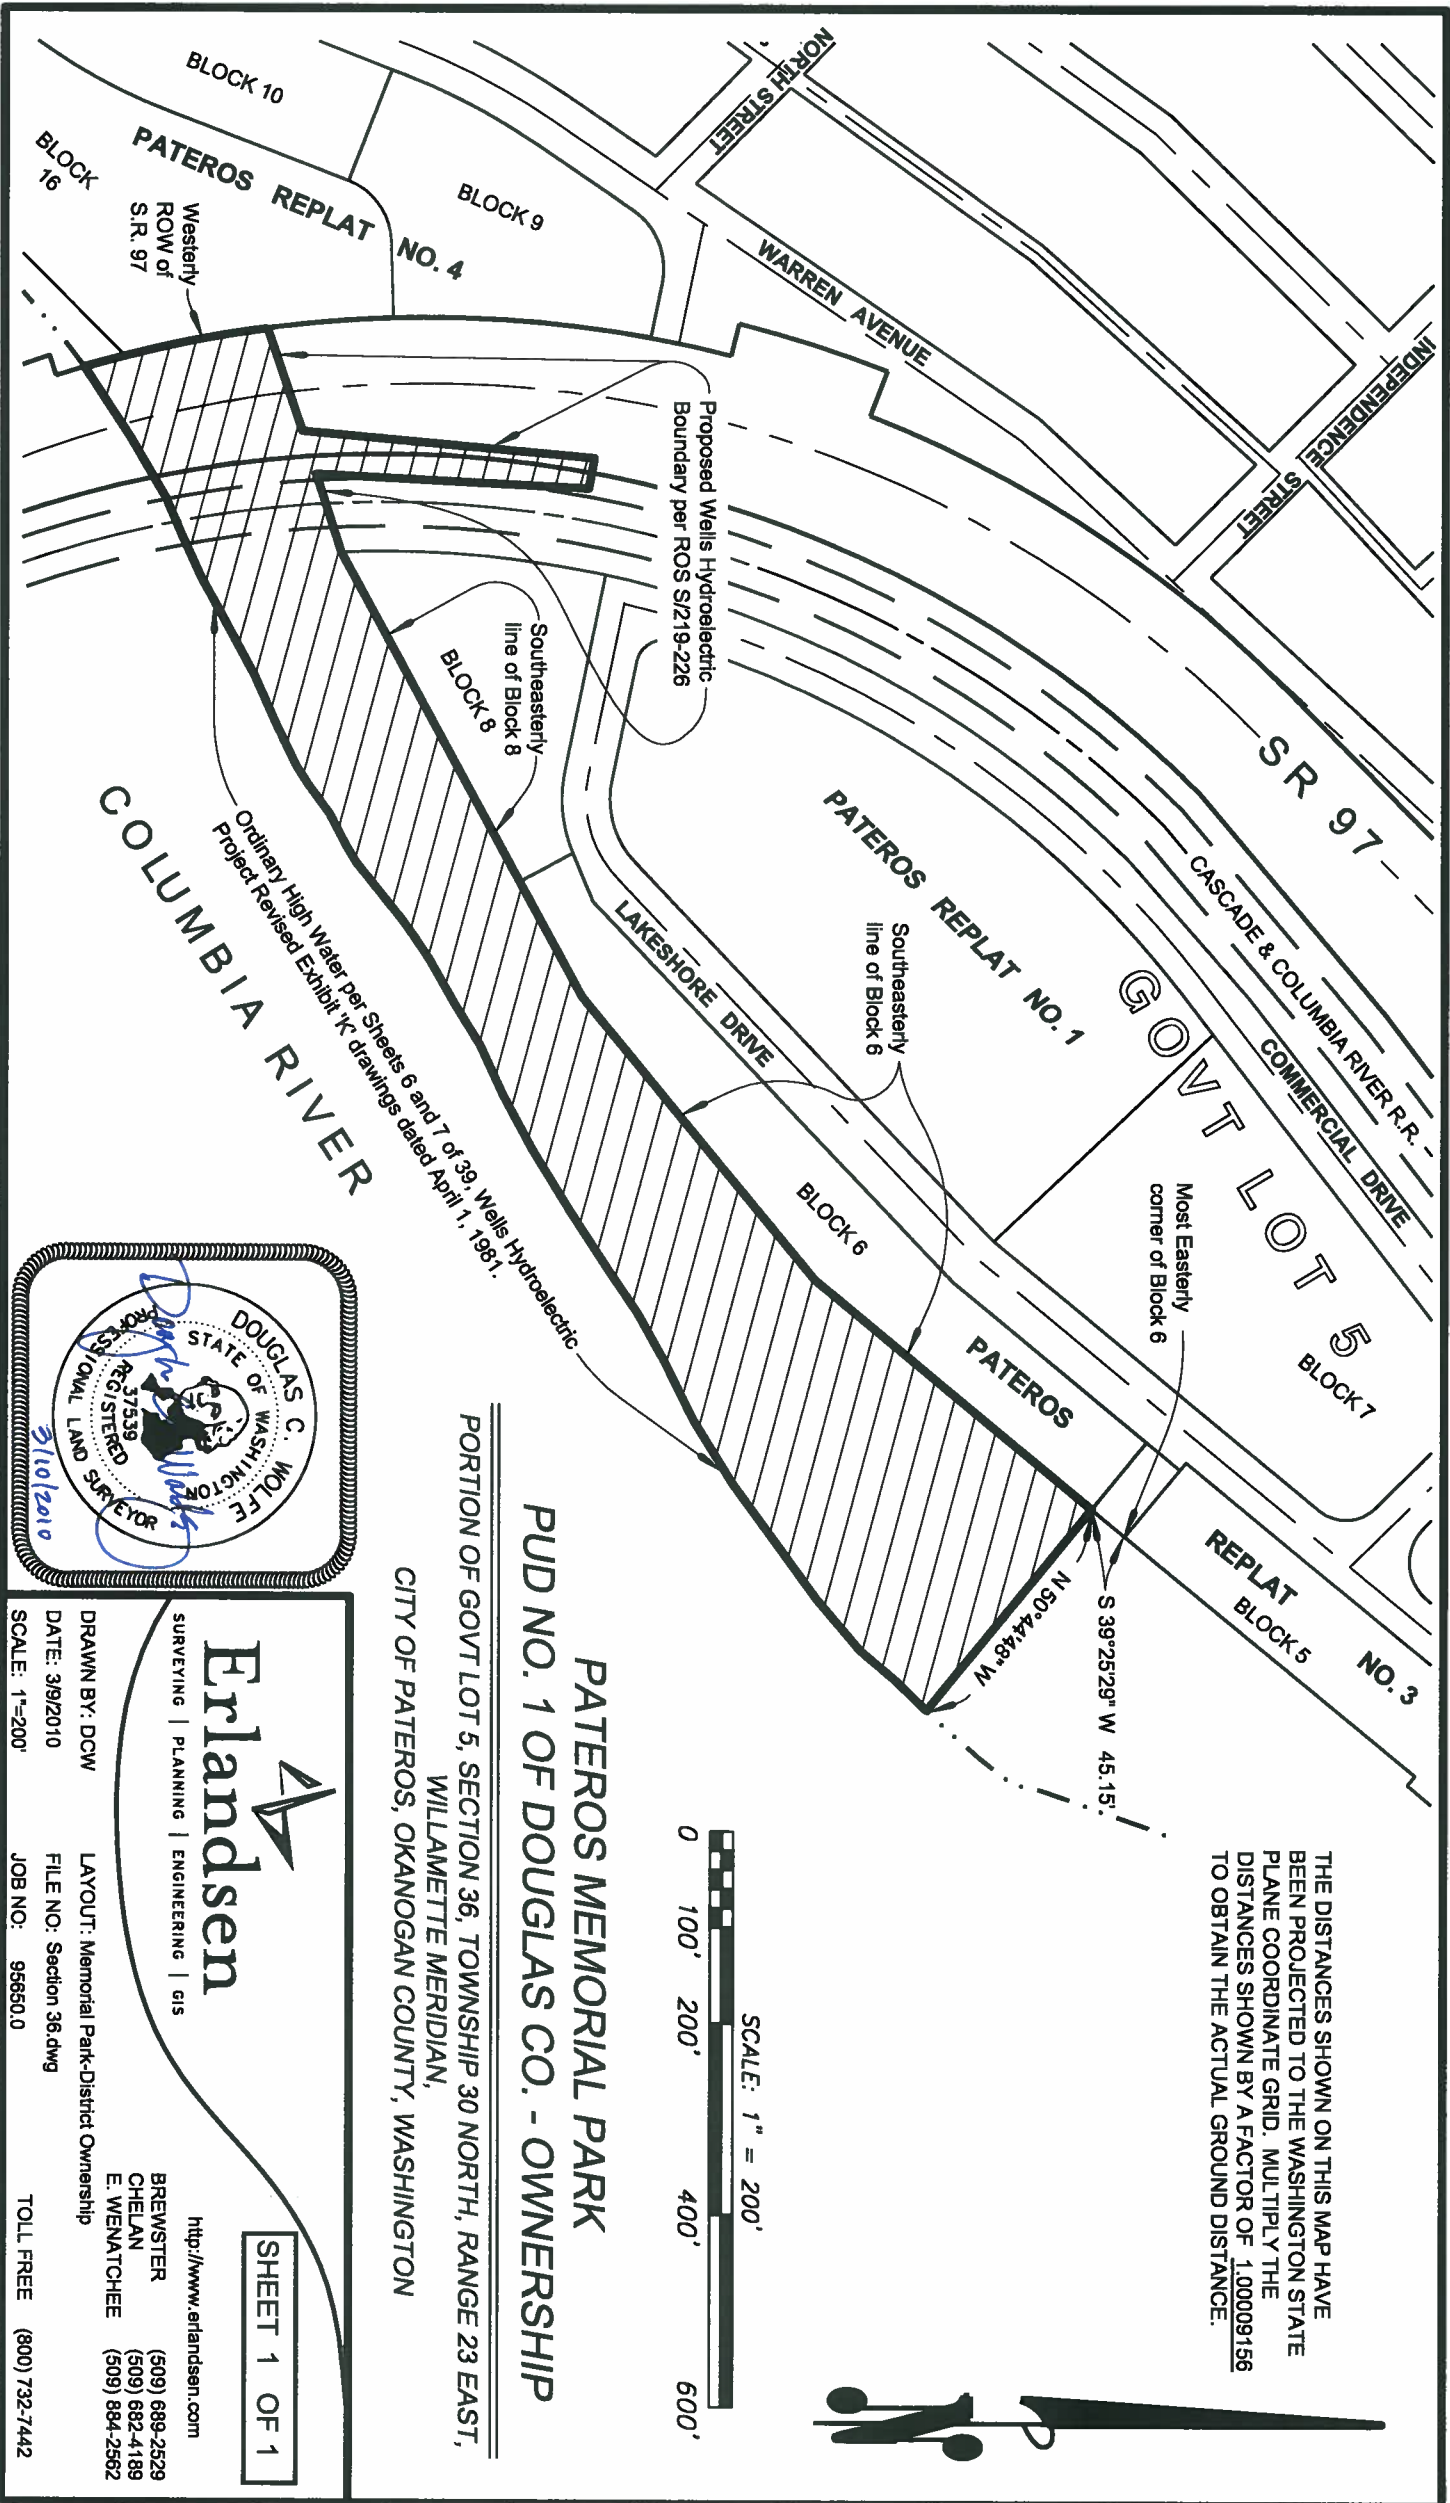 THE DISTANCES SHOWN ON THIS MAP HAVE
BEEN PROJECTED TO THE WASHINGTON STATE
PLANE COORDINATE GRID. MULTIPLY THE
DISTANCES SHOWN BY A FACTOR OF 1.00009156
TO OBTAIN THE ACTUAL GROUND DISTANCE.
NORTH STREET
INDEPENDENCE STREET
WARREN AVENUE
SR 97
CASCADE & COLUMBIA RIVER R.R.
COMMERCIAL DRIVE
GOVT LOT 5
BLOCK 7
BLOCK 10
BLOCK 9
BLOCK
16
PATEROS REPLAT NO. 4
Westerly
ROW of
S.R. 97
Proposed Wells Hydroelectric
Boundary per ROS S/219-226
PATEROS REPLAT NO. 1
Southeasterly
line of Block 8
BLOCK 8
LAKESHORE DRIVE
Southeasterly
line of Block 6
BLOCK 6
Most Easterly
corner of Block 6
PATEROS REPLAT NO. 3
BLOCK 5
S 39°25'29" W 45.15'
N 50°44'48" W
Ordinary High Water per Sheets 6 and 7 of 39, Wells Hydroelectric
Project Revised Exhibit 'K' drawings dated April 1, 1981.
COLUMBIA RIVER
SCALE: 1" = 200'
0 100' 200' 400' 600'
PATEROS MEMORIAL PARK
PUD NO. 1 OF DOUGLAS CO. - OWNERSHIP
PORTION OF GOVT LOT 5, SECTION 36, TOWNSHIP 30 NORTH, RANGE 23 EAST,
WILLAMETTE MERIDIAN,
CITY OF PATEROS, OKANOGAN COUNTY, WASHINGTON
DOUGLAS C. WOLFE
STATE OF WASHINGTON
37539
REGISTERED
PROFESSIONAL LAND SURVEYOR
3/10/2010
Erlandsen
SURVEYING | PLANNING | ENGINEERING | GIS
SHEET 1 OF 1
http://www.erlandsen.com
BREWSTER (509) 689-2529
CHELAN (509) 682-4189
E. WENATCHEE (509) 884-2562
DRAWN BY: DCW LAYOUT: Memorial Park-District Ownership
DATE: 3/9/2010 FILE NO: Section 36.dwg
SCALE: 1"=200' JOB NO: 95650.0 TOLL FREE (800) 732-7442